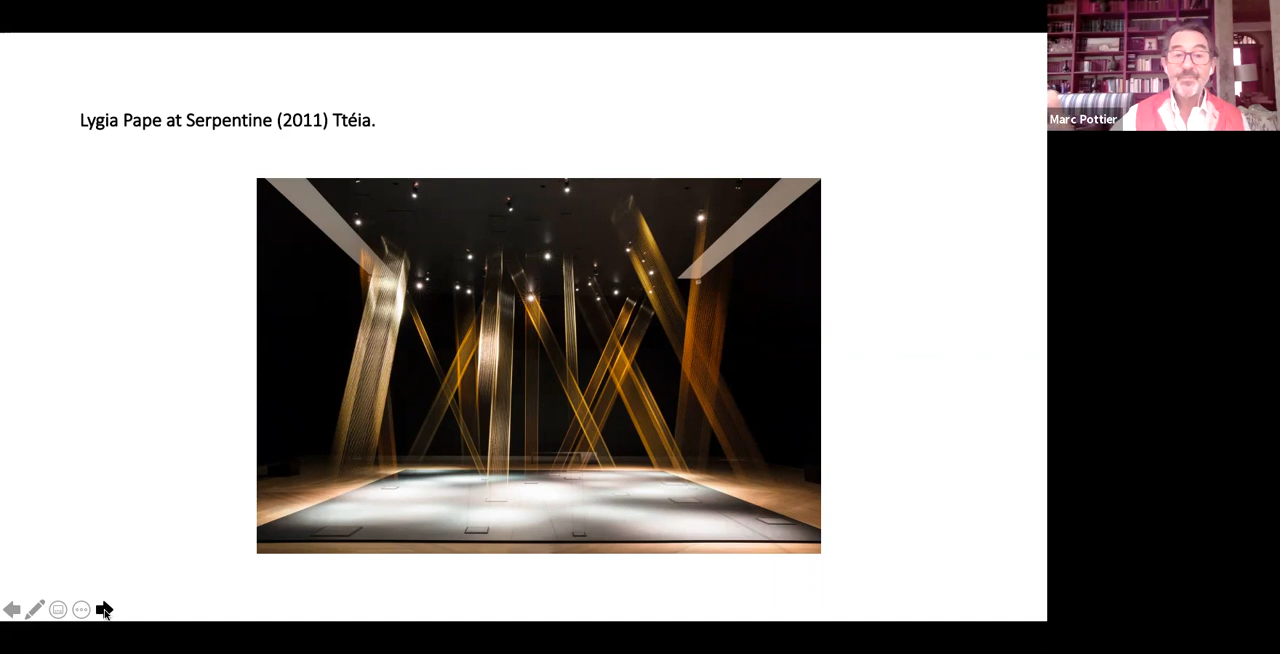 Lygia Pape at Serpentine (2011) Ttéia.
Marc Pottier